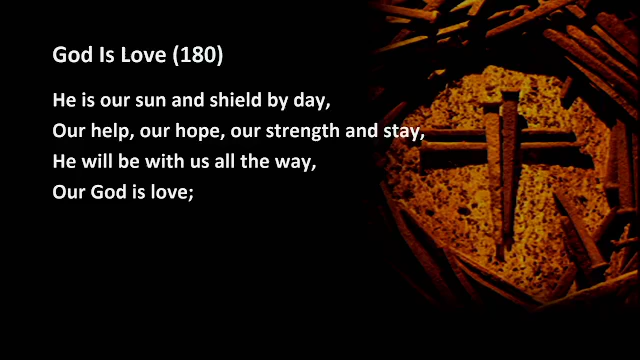 God Is Love (180)
He is our sun and shield by day,
Our help, our hope, our strength and stay,
He will be with us all the way,
Our God is love;